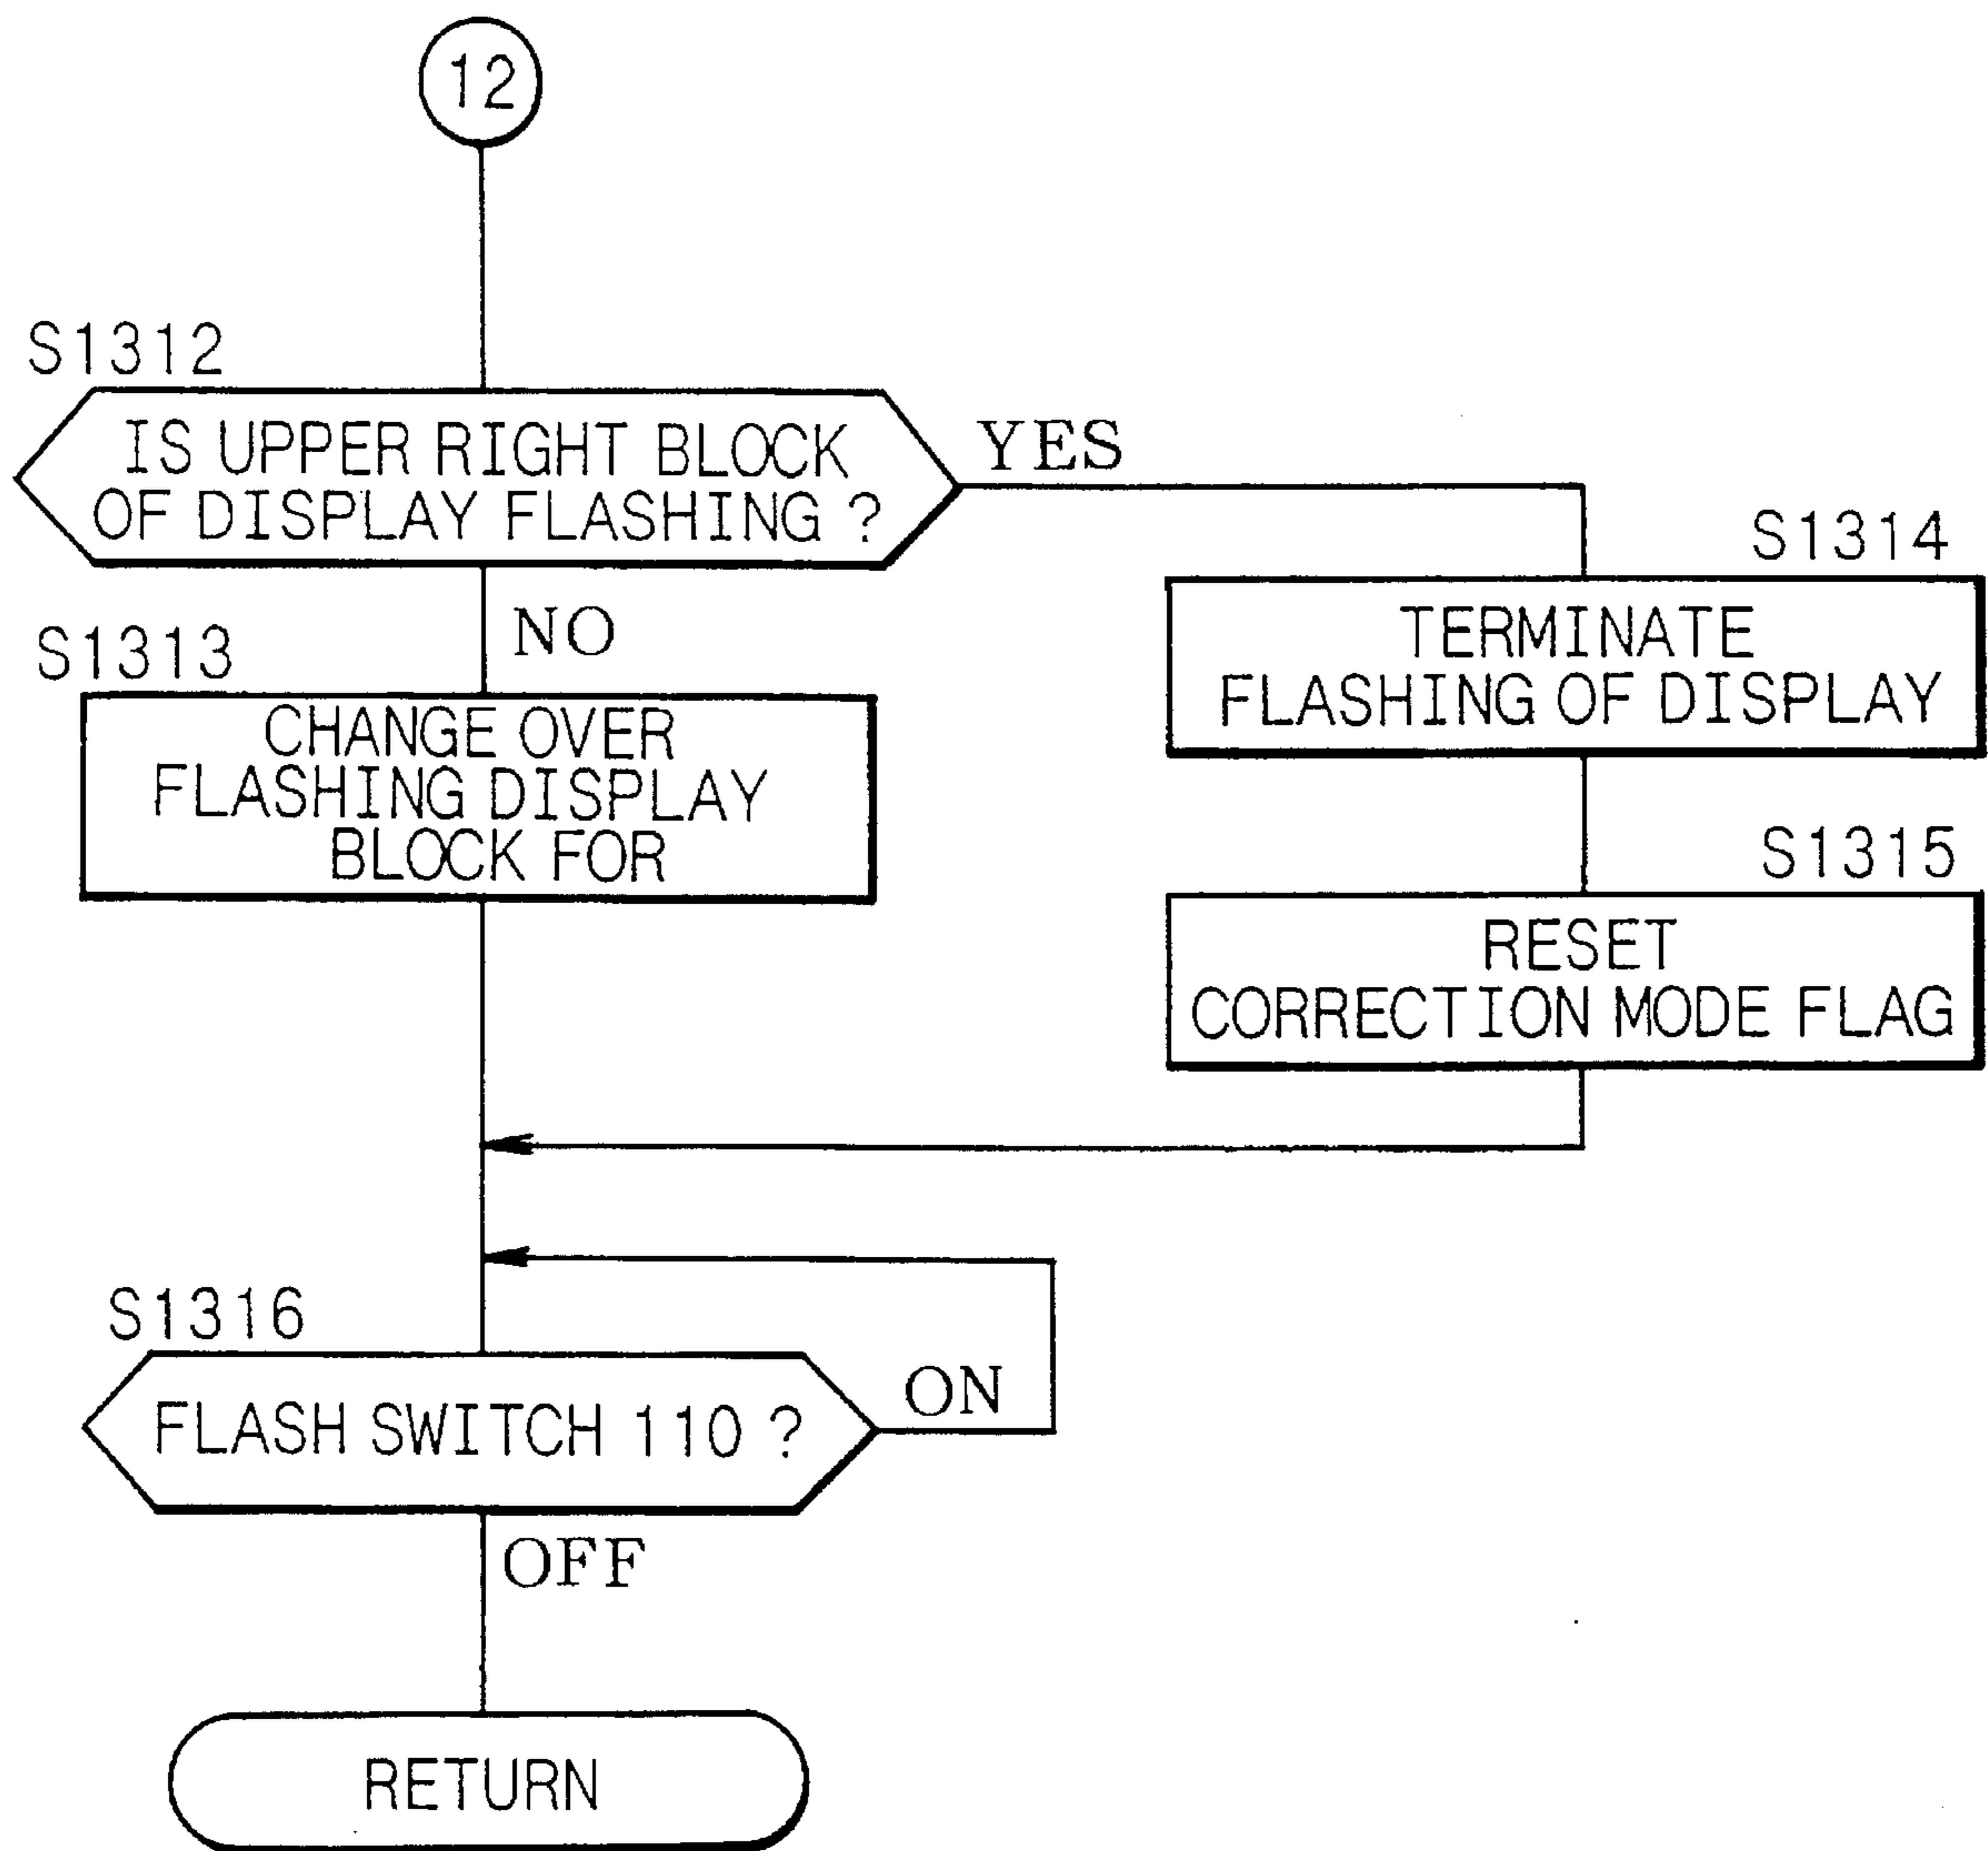 12
S1312
IS UPPER RIGHT BLOCK
OF DISPLAY FLASHING ?
YES
NO
S1313
CHANGE OVER
FLASHING DISPLAY
BLOCK FOR
S1314
TERMINATE
FLASHING OF DISPLAY
S1315
RESET
CORRECTION MODE FLAG
S1316
FLASH SWITCH 110 ?
ON
OFF
RETURN